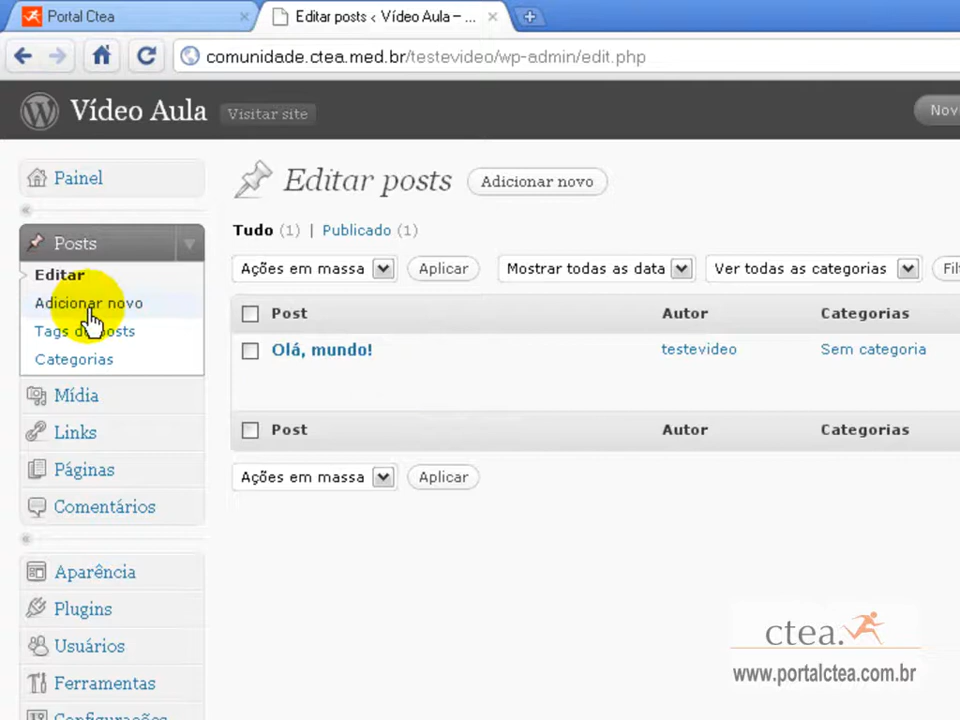 Portal Ctea
Editar posts ‹ Vídeo Aula – ...
comunidade.ctea.med.br/testevideo/wp-admin/edit.php
Vídeo Aula
Visitar site
Painel
Editar posts
Adicionar novo
Posts
Tudo (1) | Publicado (1)
Editar
Ações em massa
Aplicar
Mostrar todas as data
Ver todas as categorias
Adicionar novo
Post
Autor
Categorias
Tags de posts
Olá, mundo!
testevideo
Sem categoria
Categorias
Mídia
Links
Post
Autor
Categorias
Páginas
Ações em massa
Aplicar
Comentários
Aparência
Plugins
Usuários
Ferramentas
Configurações
ctea.
www.portalctea.com.br